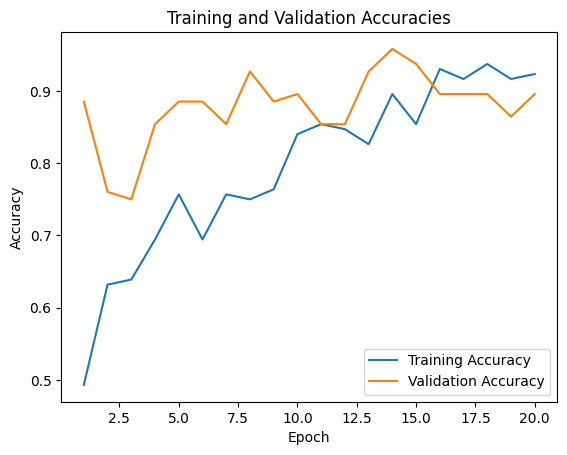 Training and Validation Accuracies
Accuracy
0.9
0.8
0.7
0.6
0.5
Training Accuracy
Validation Accuracy
2.5 5.0 7.5 10.0 12.5 15.0 17.5 20.0
Epoch